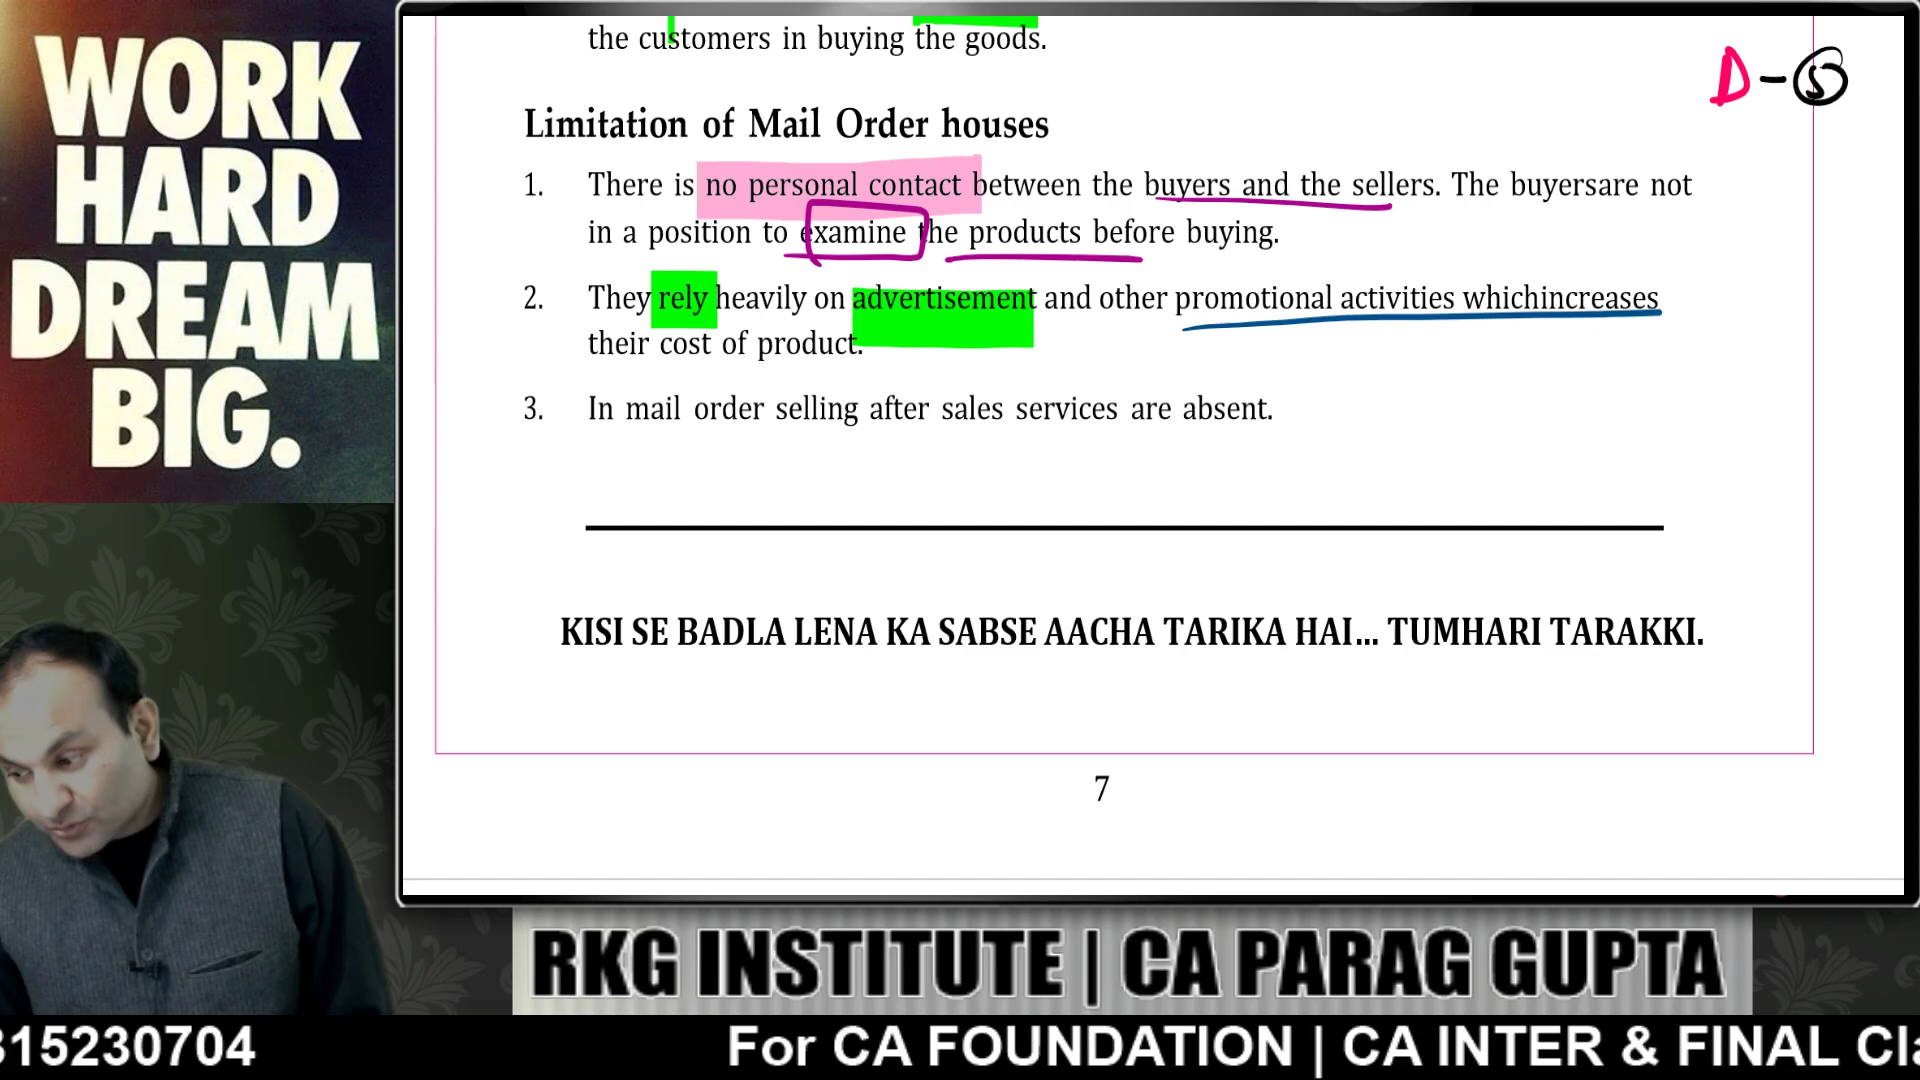 WORK
HARD
DREAM
BIG.
the customers in buying the goods.
D-5
Limitation of Mail Order houses
1. There is no personal contact between the buyers and the sellers. The buyersare not
in a position to examine the products before buying.
2. They rely heavily on advertisement and other promotional activities whichincreases
their cost of product.
3. In mail order selling after sales services are absent.
KISI SE BADLA LENA KA SABSE AACHA TARIKA HAI... TUMHARI TARAKKI.
7
RKG INSTITUTE | CA PARAG GUPTA
315230704 For CA FOUNDATION | CA INTER & FINAL Cla